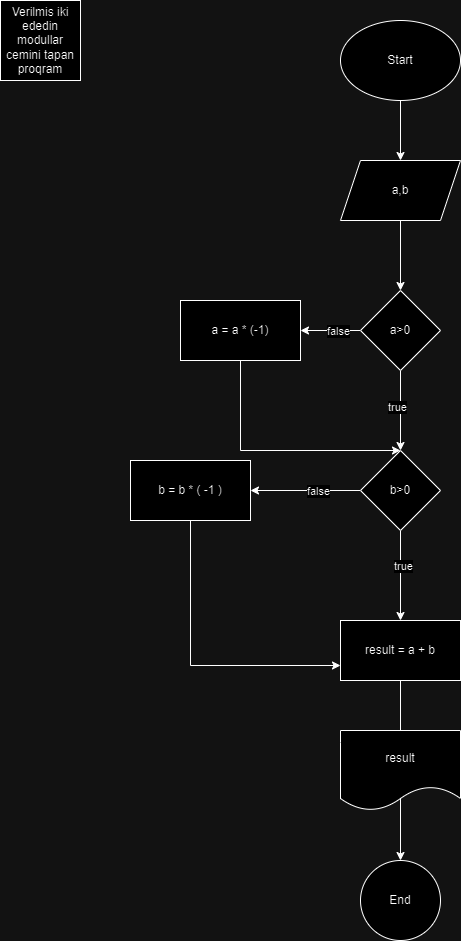 Verilmis iki
ededin
modullar
cemini tapan
proqram
Start
a,b
a>0
false
a = a * (-1)
true
b>0
false
b = b * ( -1 )
true
result = a + b
result
End